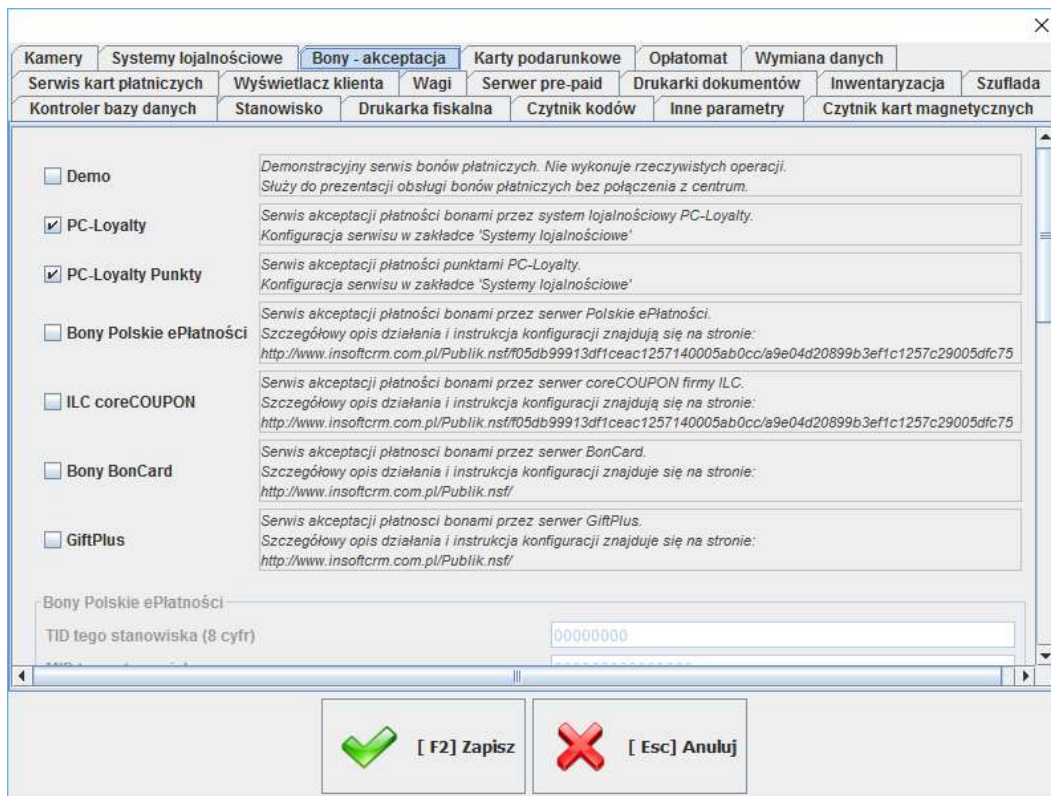 Kamery Systemy lojalnościowe Bony - akceptacja Karty podarunkowe Opłatomat Wymiana danych
Serwis kart płatniczych Wyświetlacz klienta Wagi Serwer pre-paid Drukarki dokumentów Inwentaryzacja Szuflada
Kontroler bazy danych Stanowisko Drukarka fiskalna Czytnik kodów Inne parametry Czytnik kart magnetycznych
Demo
Demonstracyjny serwis bonów płatniczych. Nie wykonuje rzeczywistych operacji.
Służy do prezentacji obsługi bonów płatniczych bez połączenia z centrum.
PC-Loyalty
Serwis akceptacji płatności bonami przez system lojalnościowy PC-Loyalty.
Konfiguracja serwisu w zakładce 'Systemy lojalnościowe'
PC-Loyalty Punkty
Serwis akceptacji płatności punktami PC-Loyalty.
Konfiguracja serwisu w zakładce 'Systemy lojalnościowe'
Bony Polskie ePłatności
Serwis akceptacji płatności bonami przez serwer Polskie ePłatności.
Szczegółowy opis działania i instrukcja konfiguracji znajdują się na stronie:
http://www.insoftcrm.com.pl/Publik.nsf/f05db99913df1ceac1257140005ab0cc/a9e04d20899b3ef1c1257c29005dfc75
ILC coreCOUPON
Serwis akceptacji płatności bonami przez serwer coreCOUPON firmy ILC.
Szczegółowy opis działania i instrukcja konfiguracji znajdują się na stronie:
http://www.insoftcrm.com.pl/Publik.nsf/f05db99913df1ceac1257140005ab0cc/a9e04d20899b3ef1c1257c29005dfc75
Bony BonCard
Serwis akceptacji płatnosci bonami przez serwer BonCard.
Szczegółowy opis działania i instrukcja konfiguracji znajduje się na stronie:
http://www.insoftcrm.com.pl/Publik.nsf/
GiftPlus
Serwis akceptacji płatnosci bonami przez serwer GiftPlus.
Szczegółowy opis działania i instrukcja konfiguracji znajduje się na stronie:
http://www.insoftcrm.com.pl/Publik.nsf/
Bony Polskie ePłatności
TID tego stanowiska (8 cyfr) 00000000
[ F2] Zapisz [ Esc] Anuluj